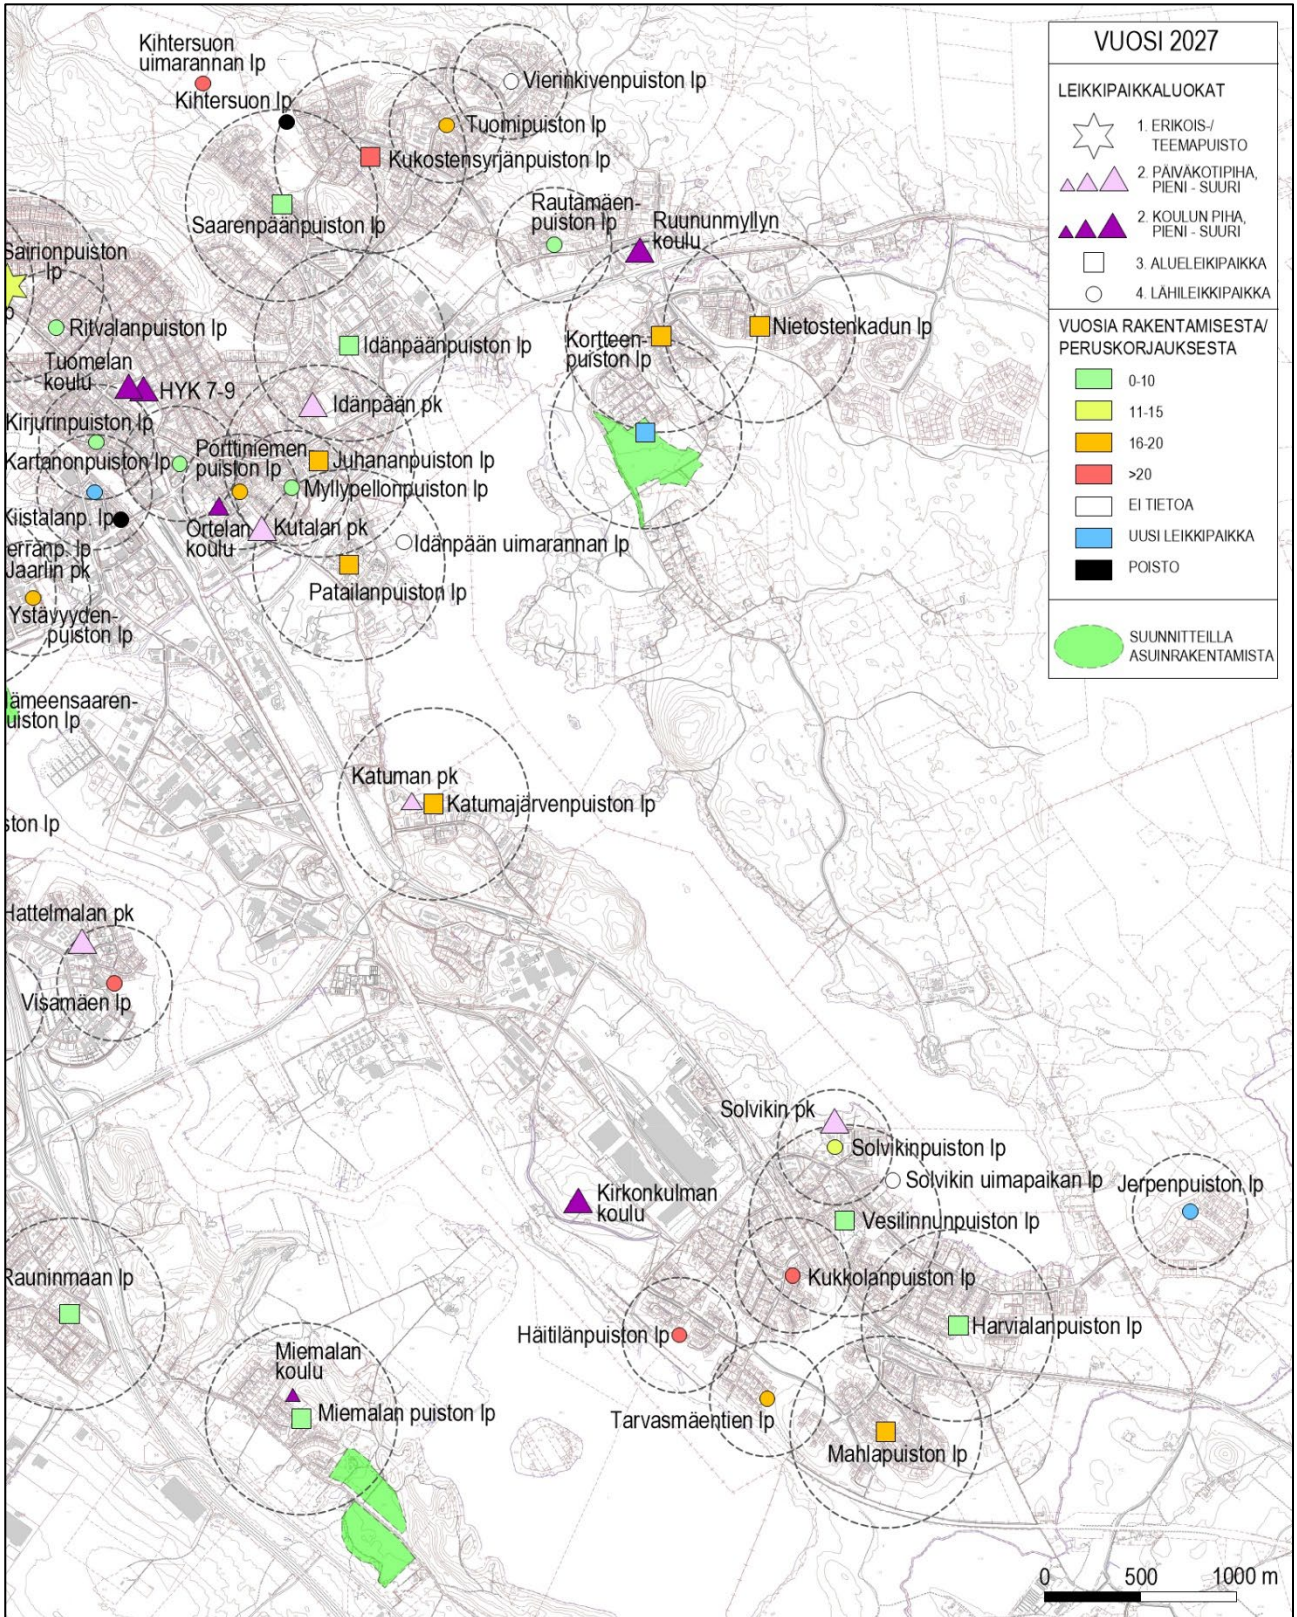 VUOSI 2027
LEIKKIPAIKKALUOKAT
1. ERIKOIS-/
TEEMAPUISTO
2. PÄIVÄKOTIPIHA,
PIENI - SUURI
2. KOULUN PIHA,
PIENI - SUURI
3. ALUELEIKIPAIKKA
4. LÄHILEIKKIPAIKKA
VUOSIA RAKENTAMISESTA/
PERUSKORJAUKSESTA
0-10
11-15
16-20
>20
EI TIETOA
UUSI LEIKKIPAIKKA
POISTO
SUUNNITTEILLA
ASUINRAKENTAMISTA
Kihtersuon
uimarannan lp
Kihtersuon lp
Vierinkivenpuiston lp
Tuomipuiston lp
Kukostensyrjänpuiston lp
Saarenpäänpuiston lp
Rautamäen-
puiston lp
Ruununmyllyn
koulu
Sairionpuiston
lp
p
Ritvalanpuiston lp
Idänpäänpuiston lp
Kortteen-
puiston lp
Nietostenkadun lp
Tuomelan
koulu
HYK 7-9
Idänpään pk
Kirjurinpuiston lp
Kartanonpuiston lp
Porttiniemen
puiston lp
Juhananpuiston lp
Myllypellonpuiston lp
Kiistalanp. lp
Ortelan
koulu
Kutalan pk
Idänpään uimarannan lp
erranp. lp
Jaarlin pk
Patailanpuiston lp
Ystävyyden-
puiston lp
ämeensaaren-
uiston lp
Katuman pk
Katumajärvenpuiston lp
ston lp
Hattelmalan pk
Visamäen lp
Solvikin pk
Solvikinpuiston lp
Solvikin uimapaikan lp
Jerpenpuiston lp
Kirkonkulman
koulu
Vesilinnunpuiston lp
Rauninmaan lp
Kukkolanpuiston lp
Häitilänpuiston lp
Harvialanpuiston lp
Miemalan
koulu
Miemalan puiston lp
Tarvasmäentien lp
Mahlapuiston lp
0 500 1000 m